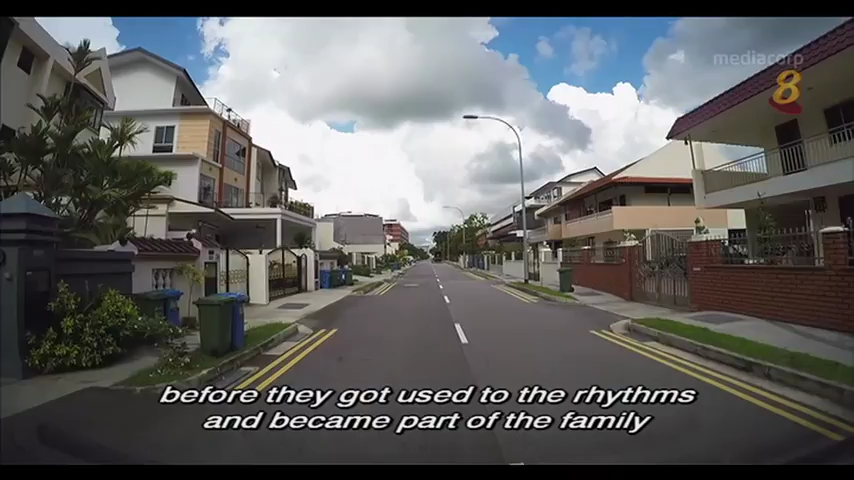 mediacorp
8
before they got used to the rhythms
and became part of the family